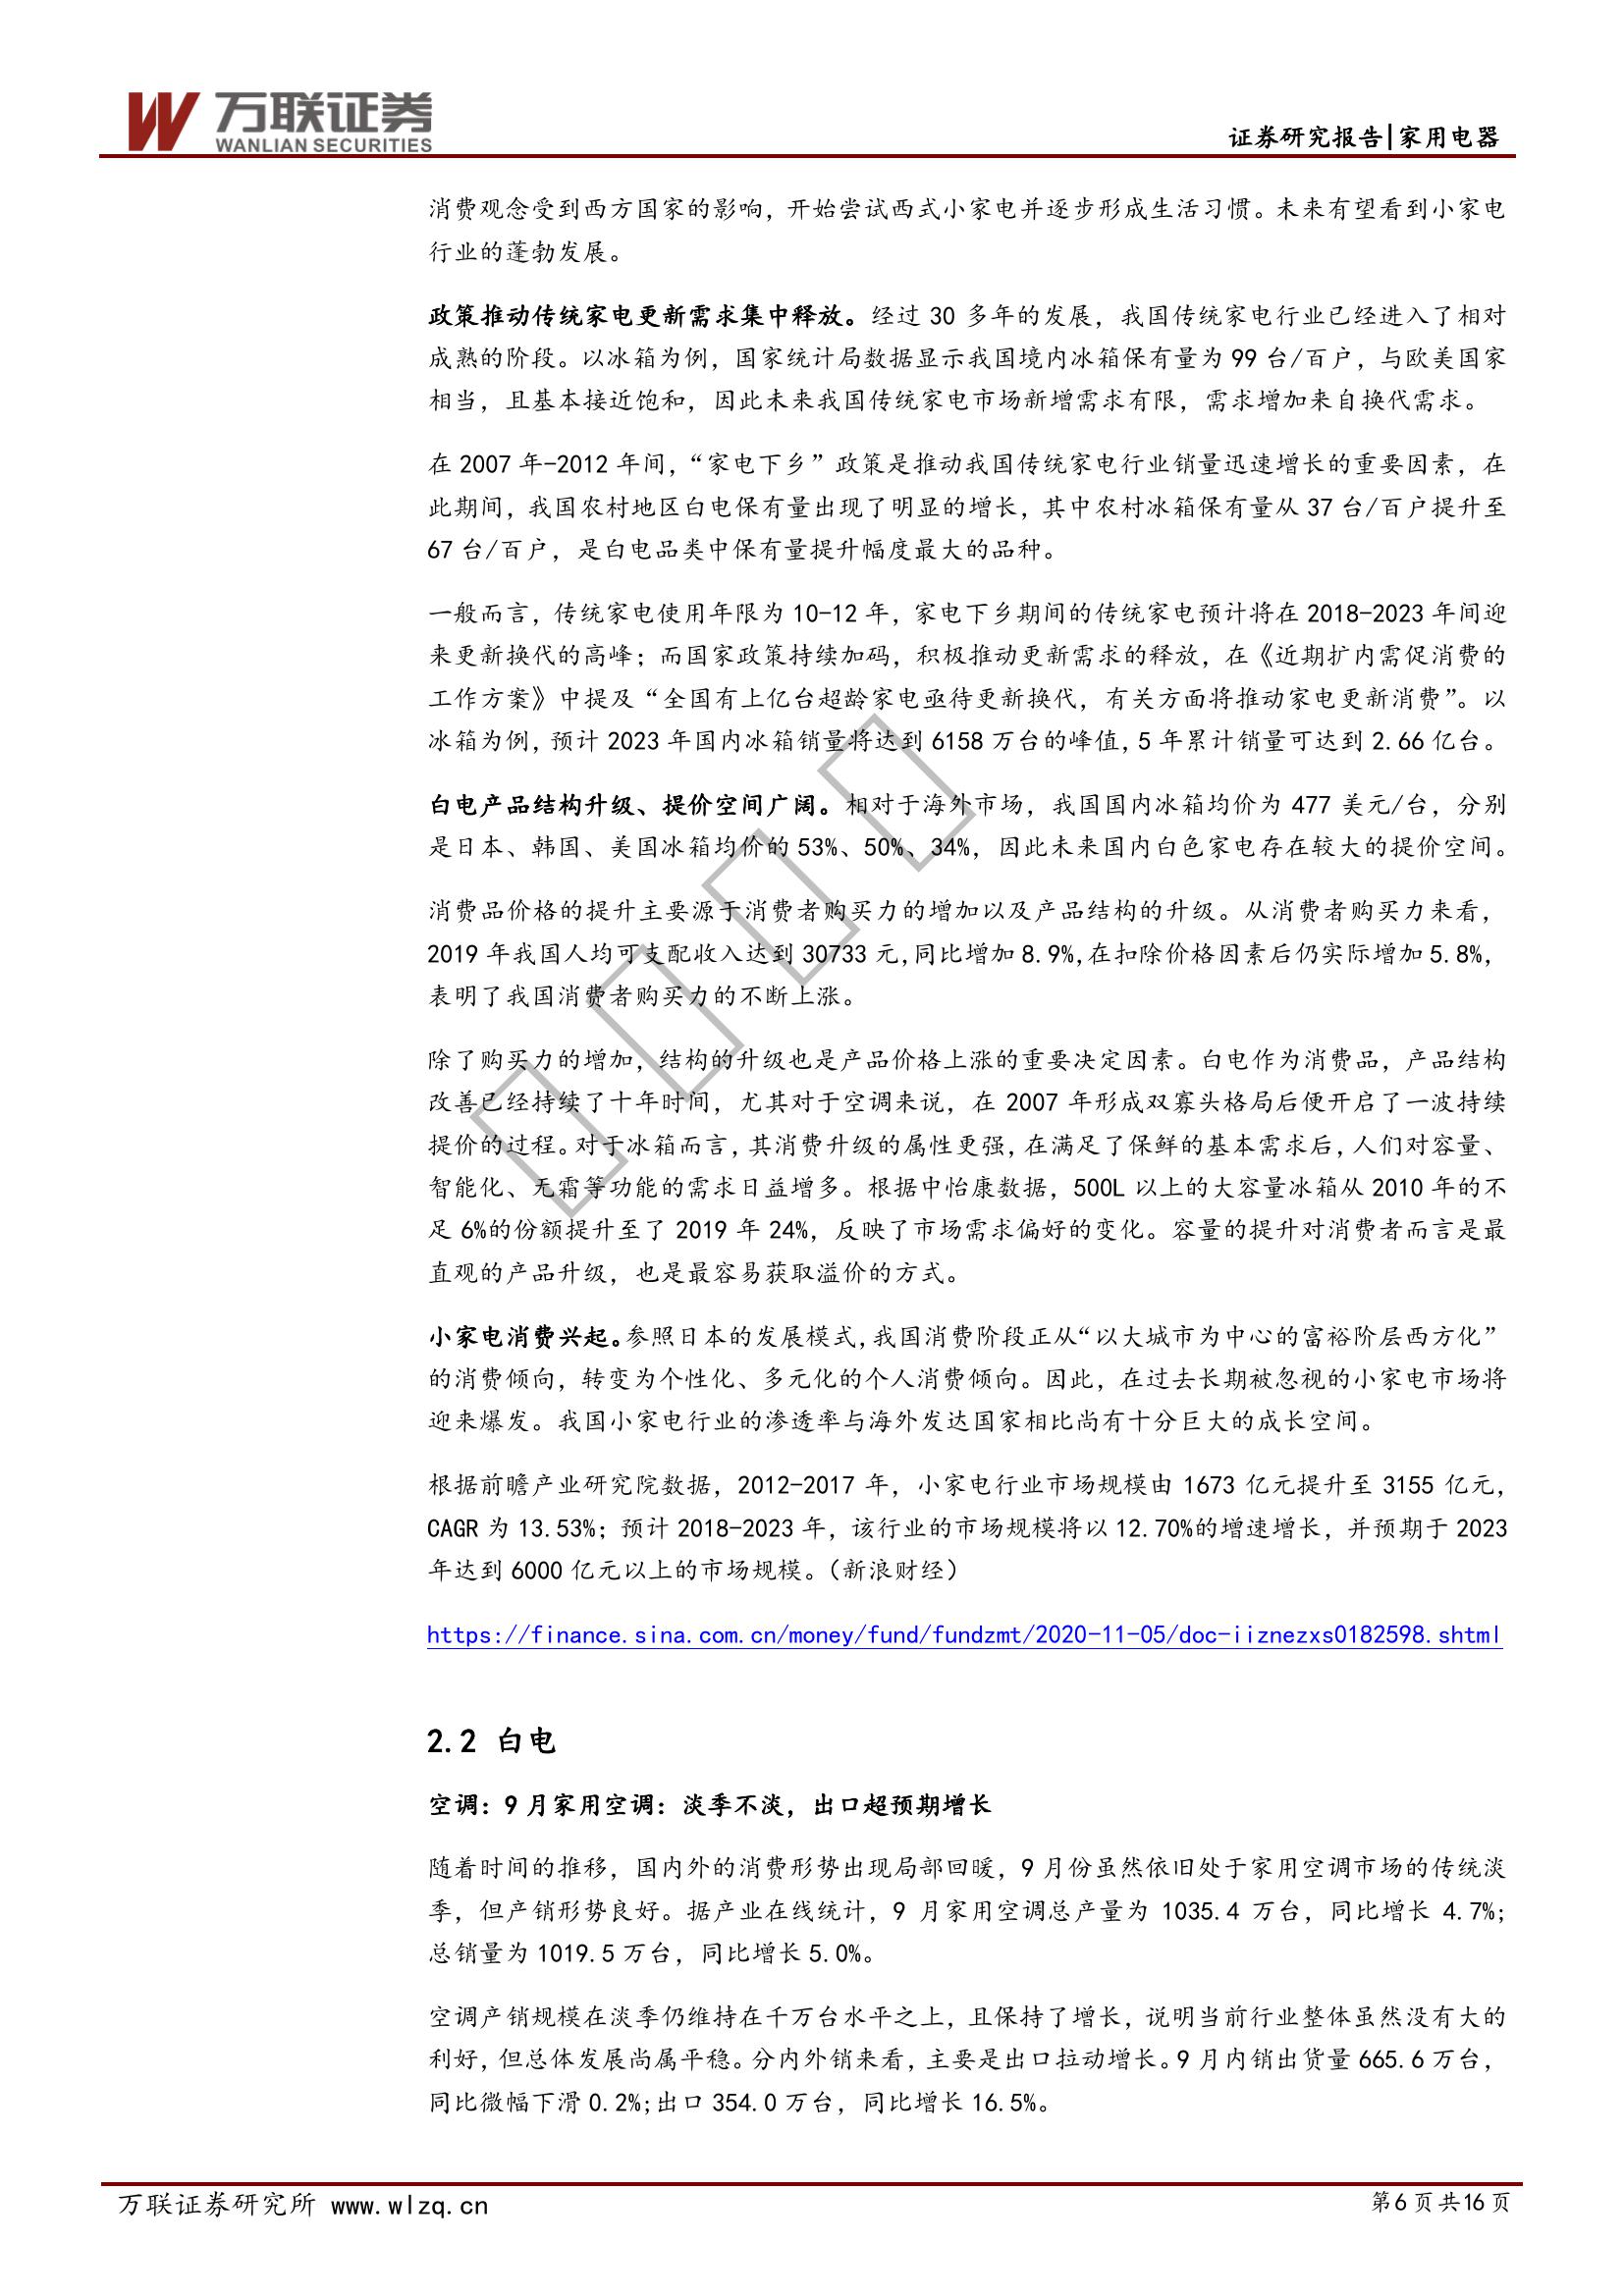 万联证券
WANLIAN SECURITIES
证券研究报告|家用电器
消费观念受到西方国家的影响，开始尝试西式小家电并逐步形成生活习惯。未来有望看到小家电
行业的蓬勃发展。
政策推动传统家电更新需求集中释放。经过 30 多年的发展，我国传统家电行业已经进入了相对
成熟的阶段。以冰箱为例，国家统计局数据显示我国境内冰箱保有量为 99 台/百户，与欧美国家
相当，且基本接近饱和，因此未来我国传统家电市场新增需求有限，需求增加来自换代需求。
在 2007 年-2012 年间，“家电下乡”政策是推动我国传统家电行业销量迅速增长的重要因素，在
此期间，我国农村地区白电保有量出现了明显的增长，其中农村冰箱保有量从 37 台/百户提升至
67 台/百户，是白电品类中保有量提升幅度最大的品种。
一般而言，传统家电使用年限为 10-12 年，家电下乡期间的传统家电预计将在 2018-2023 年间迎
来更新换代的高峰；而国家政策持续加码，积极推动更新需求的释放，在《近期扩内需促消费的
工作方案》中提及“全国有上亿台超龄家电亟待更新换代，有关方面将推动家电更新消费”。以
冰箱为例，预计 2023 年国内冰箱销量将达到 6158 万台的峰值，5 年累计销量可达到 2.66 亿台。
白电产品结构升级、提价空间广阔。相对于海外市场，我国国内冰箱均价为 477 美元/台，分别
是日本、韩国、美国冰箱均价的 53%、50%、34%，因此未来国内白色家电存在较大的提价空间。
消费品价格的提升主要源于消费者购买力的增加以及产品结构的升级。从消费者购买力来看，
2019 年我国人均可支配收入达到 30733 元，同比增加 8.9%，在扣除价格因素后仍实际增加 5.8%，
表明了我国消费者购买力的不断上涨。
除了购买力的增加，结构的升级也是产品价格上涨的重要决定因素。白电作为消费品，产品结构
改善已经持续了十年时间，尤其对于空调来说，在 2007 年形成双寡头格局后便开启了一波持续
提价的过程。对于冰箱而言，其消费升级的属性更强，在满足了保鲜的基本需求后，人们对容量、
智能化、无霜等功能的需求日益增多。根据中怡康数据，500L 以上的大容量冰箱从 2010 年的不
足 6%的份额提升至了 2019 年 24%，反映了市场需求偏好的变化。容量的提升对消费者而言是最
直观的产品升级，也是最容易获取溢价的方式。
小家电消费兴起。参照日本的发展模式，我国消费阶段正从“以大城市为中心的富裕阶层西方化”
的消费倾向，转变为个性化、多元化的个人消费倾向。因此，在过去长期被忽视的小家电市场将
迎来爆发。我国小家电行业的渗透率与海外发达国家相比尚有十分巨大的成长空间。
根据前瞻产业研究院数据，2012-2017 年，小家电行业市场规模由 1673 亿元提升至 3155 亿元，
CAGR 为 13.53%；预计 2018-2023 年，该行业的市场规模将以 12.70%的增速增长，并预期于 2023
年达到 6000 亿元以上的市场规模。（新浪财经）
https://finance.sina.com.cn/money/fund/fundzmt/2020-11-05/doc-iiznezxs0182598.shtml
2.2 白电
空调：9 月家用空调：淡季不淡，出口超预期增长
随着时间的推移，国内外的消费形势出现局部回暖，9 月份虽然依旧处于家用空调市场的传统淡
季，但产销形势良好。据产业在线统计，9 月家用空调总产量为 1035.4 万台，同比增长 4.7%;
总销量为 1019.5 万台，同比增长 5.0%。
空调产销规模在淡季仍维持在千万台水平之上，且保持了增长，说明当前行业整体虽然没有大的
利好，但总体发展尚属平稳。分内外销来看，主要是出口拉动增长。9 月内销出货量 665.6 万台，
同比微幅下滑 0.2%;出口 354.0 万台，同比增长 16.5%。
万联证券研究所 www.wlzq.cn
第 6 页 共 16 页